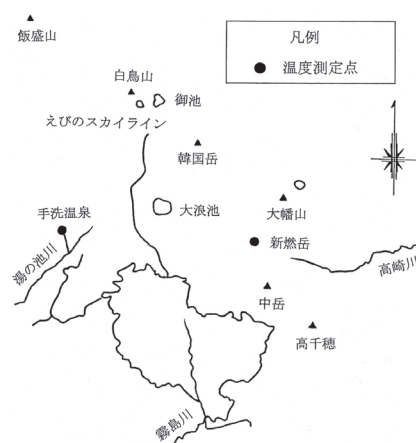 飯盛山
凡例
温度測定点
白鳥山
御池
えびのスカイライン
韓国岳
手洗温泉
大浪池
大幡山
新燃岳
湯の池川
高崎川
中岳
高千穂
霧島川